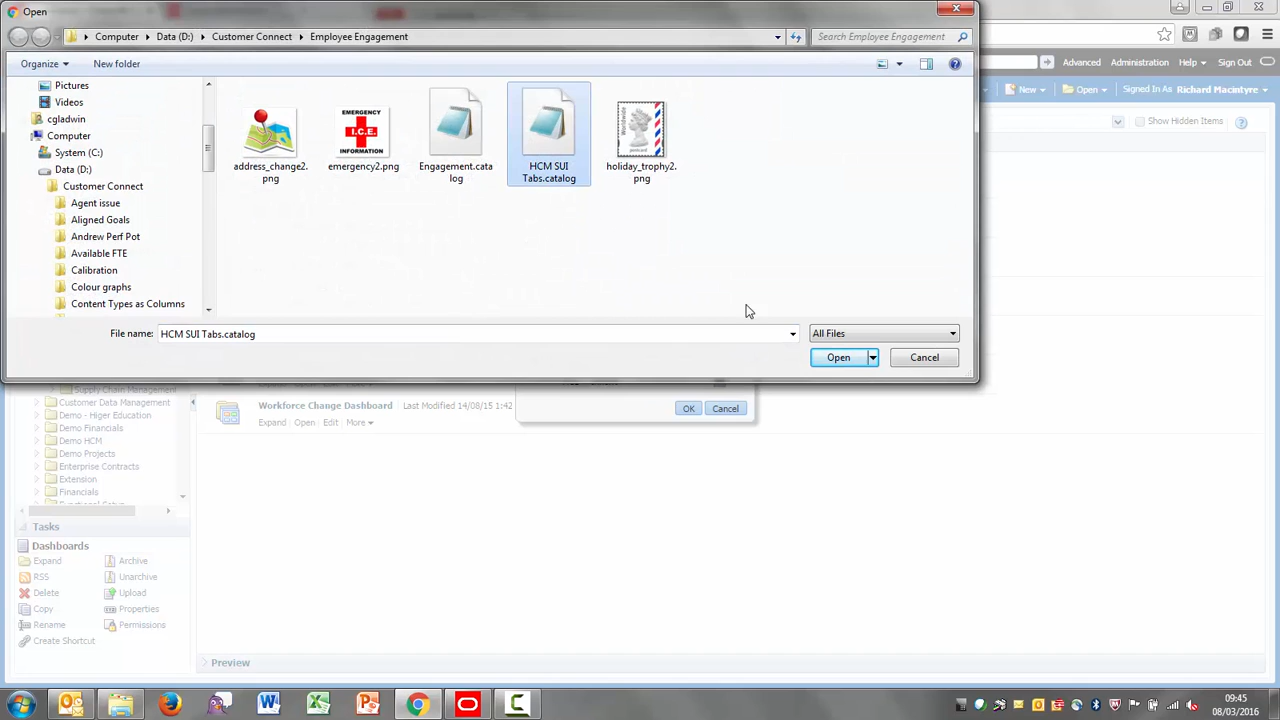 Open
Computer
Data (D:)
Customer Connect
Employee Engagement
Search Employee Engagement
Organize
New folder
Pictures
Videos
cgladwin
Computer
System (C:)
Data (D:)
Customer Connect
Agent issue
Aligned Goals
Andrew Perf Pot
Available FTE
Calibration
Colour graphs
Content Types as Columns
address_change2.
png
EMERGENCY
I.C.E.
INFORMATION
emergency2.png
Engagement.cata
log
HCM SUI
Tabs.catalog
Worldwide
holiday_trophy2.
png
File name:
HCM SUI Tabs.catalog
All Files
Open
Cancel
Advanced
Administration
Help
Sign Out
New
Open
Signed In As Richard Macintyre
Show Hidden Items
Supply Chain Management
Customer Data Management
Demo - Higer Education
Demo Financials
Demo HCM
Demo Projects
Enterprise Contracts
Extension
Financials
Workforce Change Dashboard
Last Modified 14/08/15 1:42
Expand Open Edit More
OK
Cancel
Tasks
Dashboards
Expand
Archive
RSS
Unarchive
Delete
Upload
Copy
Properties
Rename
Permissions
Create Shortcut
Preview
09:45
08/03/2016